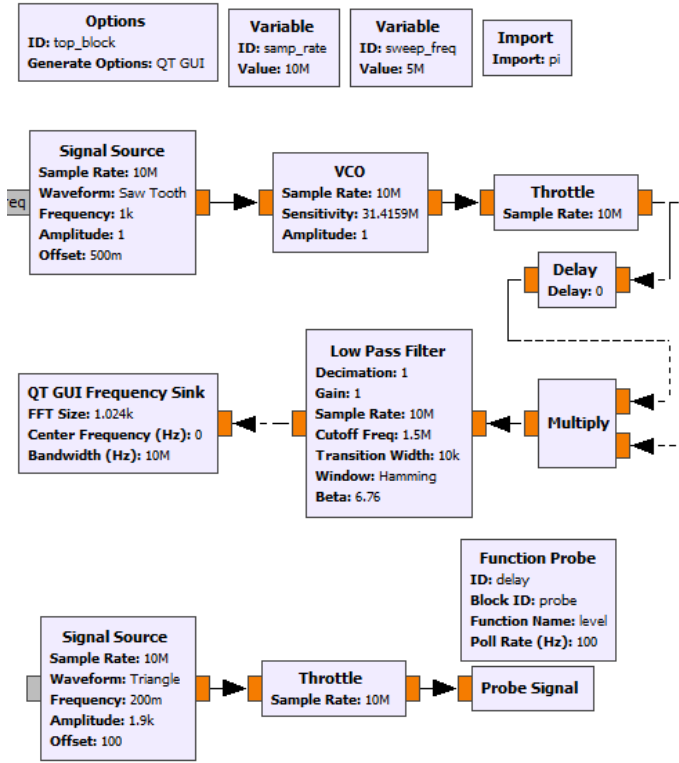 Options
ID: top_block
Generate Options: QT GUI
Variable
ID: samp_rate
Value: 10M
Variable
ID: sweep_freq
Value: 5M
Import
Import: pi
Signal Source
Sample Rate: 10M
Waveform: Saw Tooth
Frequency: 1k
Amplitude: 1
Offset: 500m
req
VCO
Sample Rate: 10M
Sensitivity: 31.4159M
Amplitude: 1
Throttle
Sample Rate: 10M
Delay
Delay: 0
QT GUI Frequency Sink
FFT Size: 1.024k
Center Frequency (Hz): 0
Bandwidth (Hz): 10M
Low Pass Filter
Decimation: 1
Gain: 1
Sample Rate: 10M
Cutoff Freq: 1.5M
Transition Width: 10k
Window: Hamming
Beta: 6.76
Multiply
Function Probe
ID: delay
Block ID: probe
Function Name: level
Poll Rate (Hz): 100
Signal Source
Sample Rate: 10M
Waveform: Triangle
Frequency: 200m
Amplitude: 1.9k
Offset: 100
Throttle
Sample Rate: 10M
Probe Signal